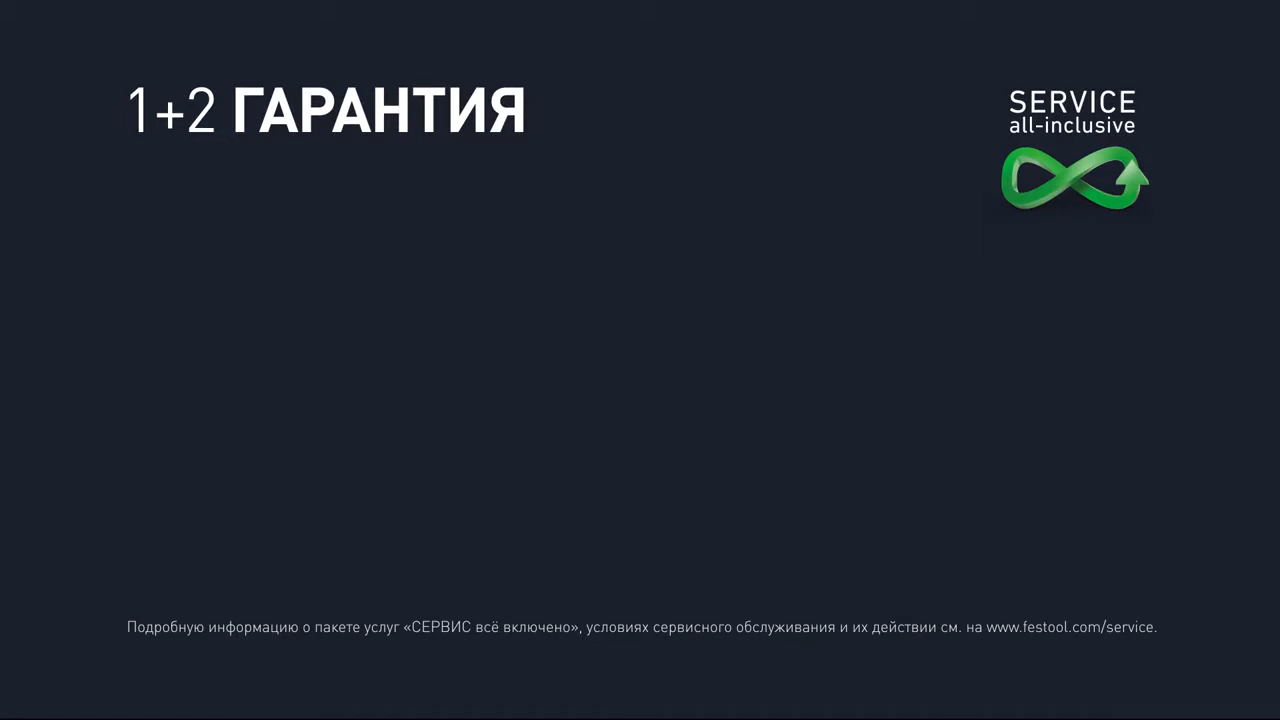 1+2 ГАРАНТИЯ
SERVICE
all-inclusive
Подробную информацию о пакете услуг «СЕРВИС всё включено», условиях сервисного обслуживания и их действии см. на www.festool.com/service.